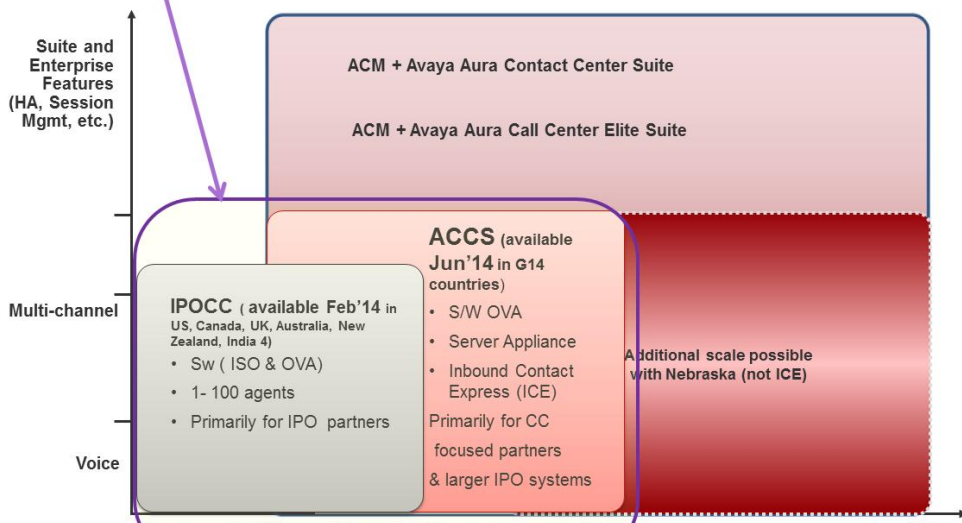 Suite and
Enterprise
Features
(HA, Session
Mgmt, etc.)
ACM + Avaya Aura Contact Center Suite
ACM + Avaya Aura Call Center Elite Suite
Multi-channel
Voice
IPOCC ( available Feb’14 in
US, Canada, UK, Australia, New
Zealand, India 4)
• Sw ( ISO & OVA)
• 1- 100 agents
• Primarily for IPO partners
ACCS (available
Jun’14 in G14
countries)
• S/W OVA
• Server Appliance
• Inbound Contact
Express (ICE)
Primarily for CC
focused partners
& larger IPO systems
Additional scale possible
with Nebraska (not ICE)